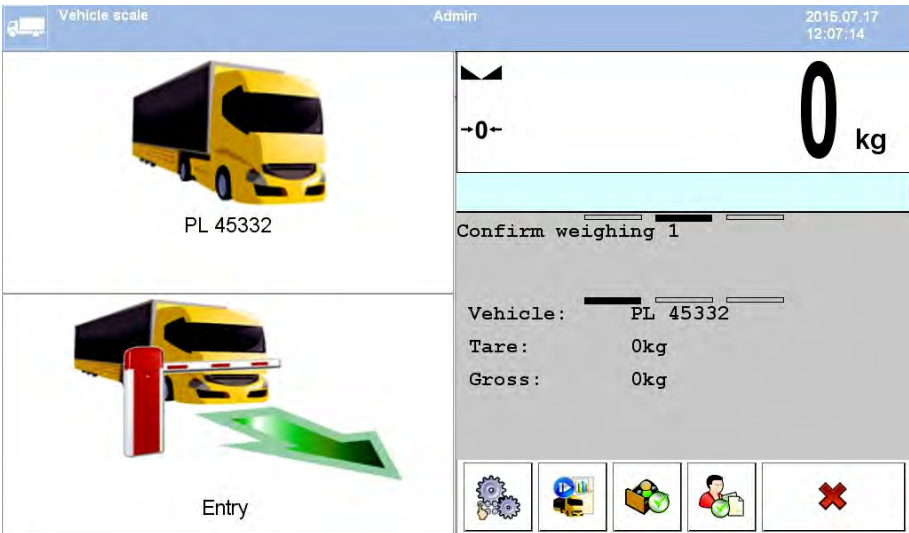 Vehicle scale
Admin
2015.07.17
12:07:14
PL 45332
→0←
0 kg
Confirm weighing 1
Vehicle: PL 45332
Tare: 0kg
Gross: 0kg
Entry